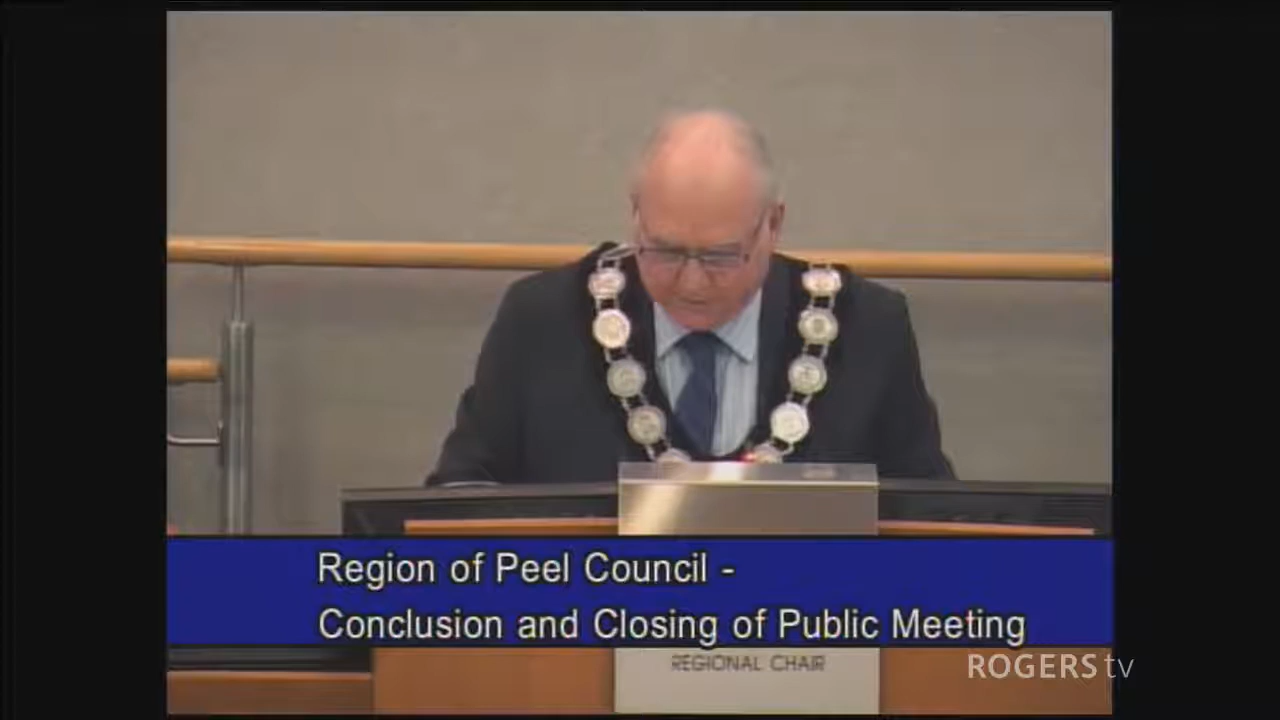 Region of Peel Council -
Conclusion and Closing of Public Meeting
REGIONAL CHAIR
ROGERS tv